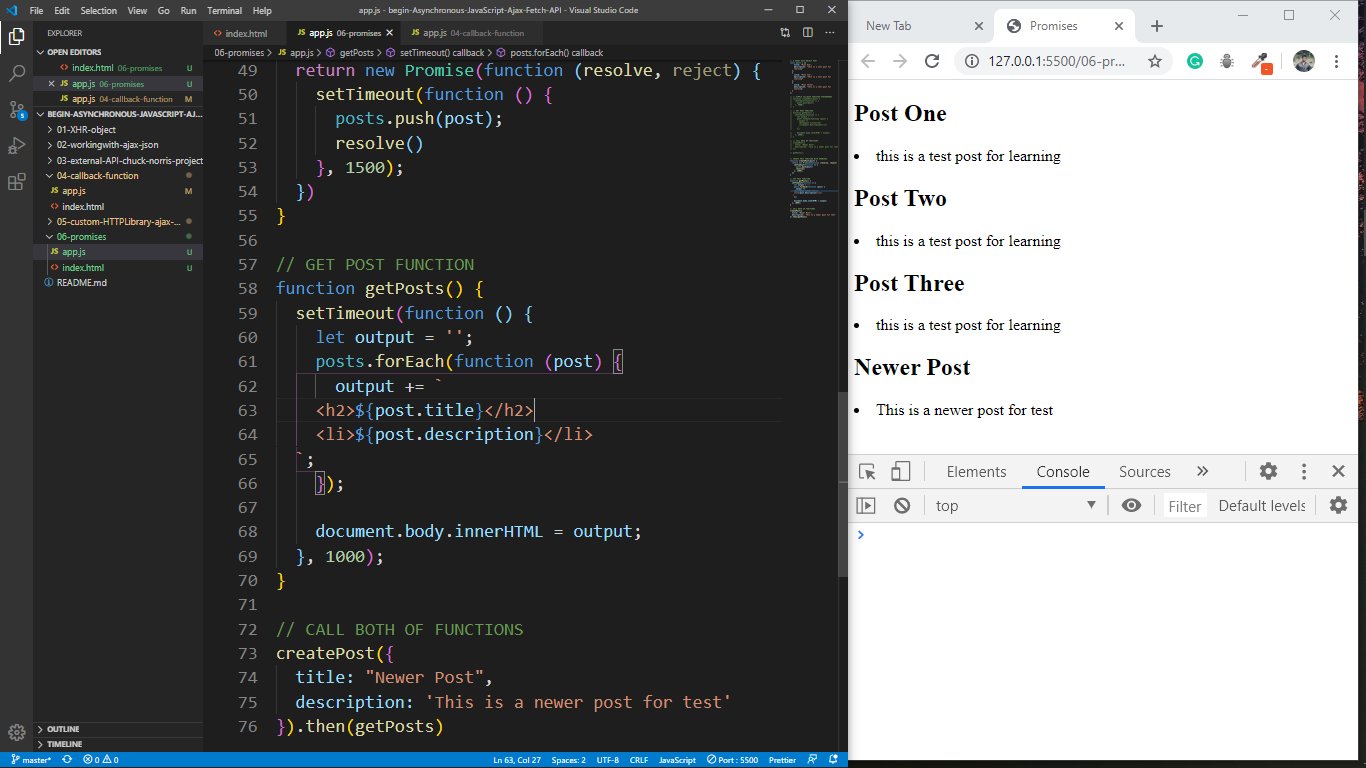 File Edit Selection View Go Run Terminal Help
app.js - begin-Asynchronous-JavaScript-Ajax-Fetch-API - Visual Studio Code
EXPLORER
OPEN EDITORS
<> index.html 06-promises U
× JS app.js 06-promises U
JS app.js 04-callback-function M
BEGIN-ASYNCHRONOUS-JAVASCRIPT-AJ...
01-XHR-object
02-workingwith-ajax-json
03-external-API-chuck-norris-project
04-callback-function
JS app.js M
<> index.html
05-custom-HTTPLibrary-ajax-...
06-promises
JS app.js U
<> index.html U
README.md
OUTLINE
TIMELINE
5
<> index.html
JS app.js 06-promises ×
JS app.js 04-callback-function
06-promises > JS app.js > getPosts > setTimeout() callback > posts.forEach() callback
49 return new Promise(function (resolve, reject) {
50 setTimeout(function () {
51 posts.push(post);
52 resolve()
53 }, 1500);
54 })
55 }
56
57 // GET POST FUNCTION
58 function getPosts() {
59 setTimeout(function () {
60 let output = '';
61 posts.forEach(function (post) {
62 output += `
63 <h2>${post.title}</h2>
64 <li>${post.description}</li>
65 `;
66 });
67
68 document.body.innerHTML = output;
69 }, 1000);
70 }
71
72 // CALL BOTH OF FUNCTIONS
73 createPost({
74 title: "Newer Post",
75 description: 'This is a newer post for test'
76 }).then(getPosts)
master* 0 0 Ln 63, Col 27 Spaces: 2 UTF-8 CRLF JavaScript Port : 5500 Prettier
New Tab × Promises × +
127.0.0.1:5500/06-pr...
Post One
• this is a test post for learning
Post Two
• this is a test post for learning
Post Three
• this is a test post for learning
Newer Post
• This is a newer post for test
Elements Console Sources »
top Filter Default levels
>